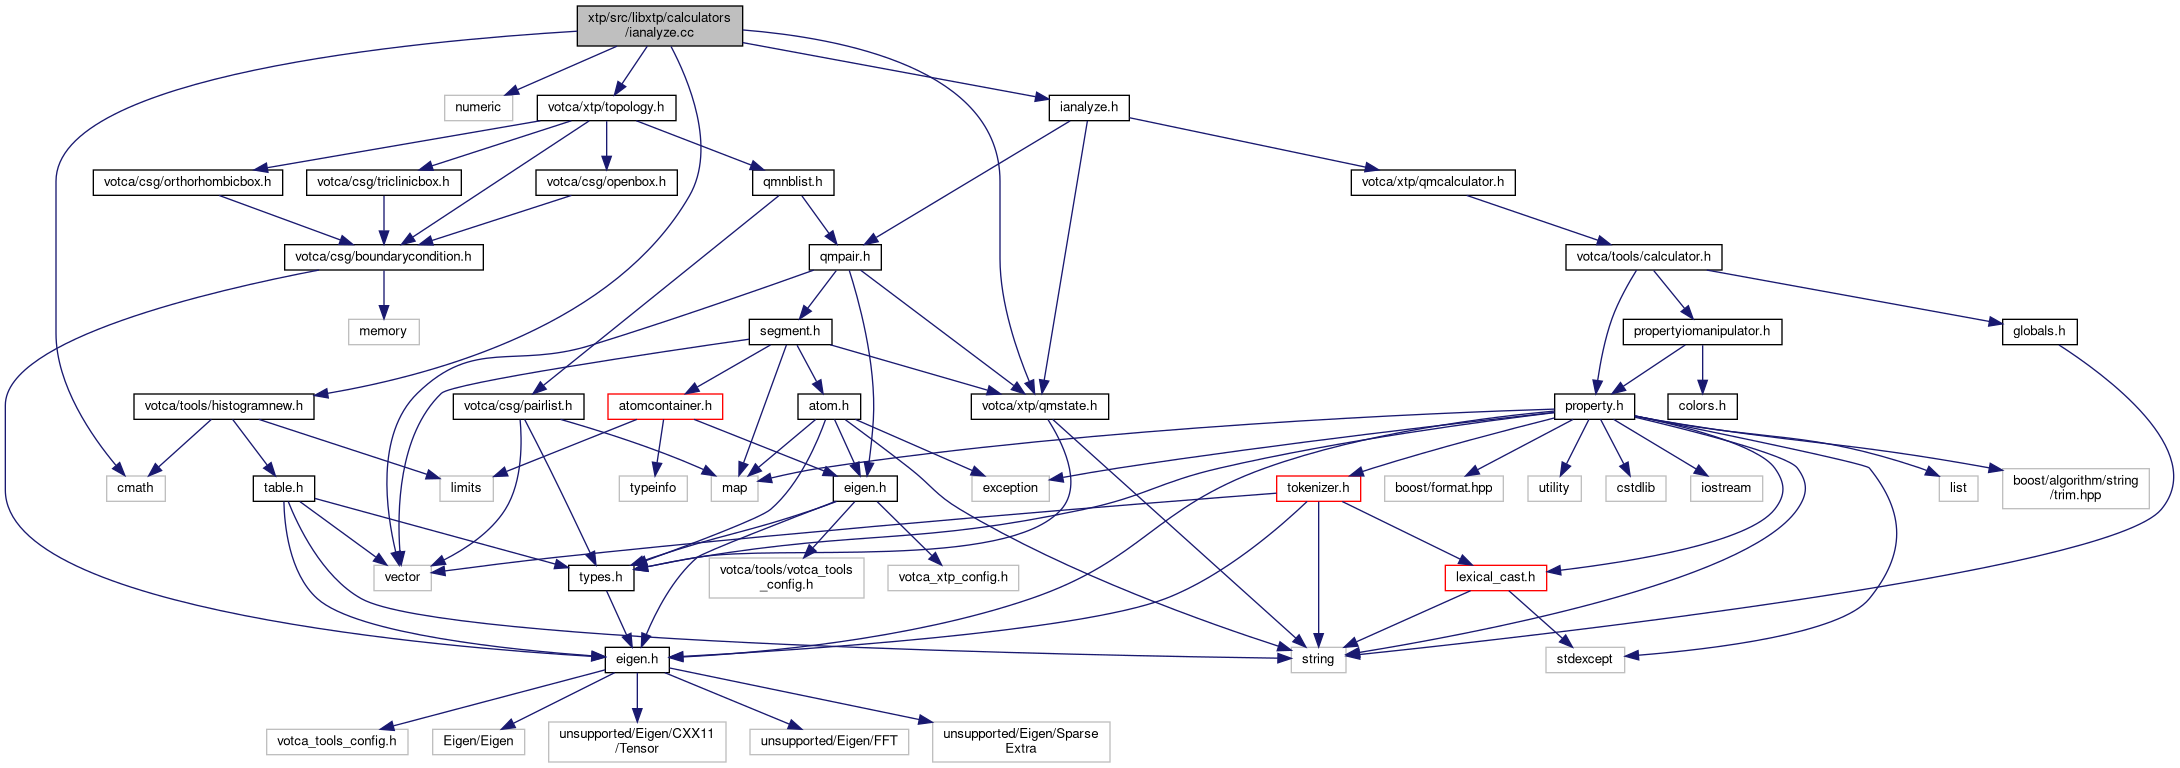 xtp/src/libxtp/calculators
/ianalyze.cc
numeric
votca/xtp/topology.h
ianalyze.h
votca/csg/orthorhombicbox.h
votca/csg/triclinicbox.h
votca/csg/openbox.h
qmnblist.h
votca/xtp/qmcalculator.h
votca/csg/boundarycondition.h
qmpair.h
votca/tools/calculator.h
memory
segment.h
propertyiomanipulator.h
globals.h
votca/tools/histogramnew.h
votca/csg/pairlist.h
atomcontainer.h
atom.h
votca/xtp/qmstate.h
property.h
colors.h
cmath
table.h
limits
typeinfo
map
eigen.h
exception
tokenizer.h
boost/format.hpp
utility
cstdlib
iostream
list
boost/algorithm/string
/trim.hpp
vector
types.h
votca/tools/votca_tools
_config.h
votca_xtp_config.h
lexical_cast.h
eigen.h
string
stdexcept
votca_tools_config.h
Eigen/Eigen
unsupported/Eigen/CXX11
/Tensor
unsupported/Eigen/FFT
unsupported/Eigen/Sparse
Extra